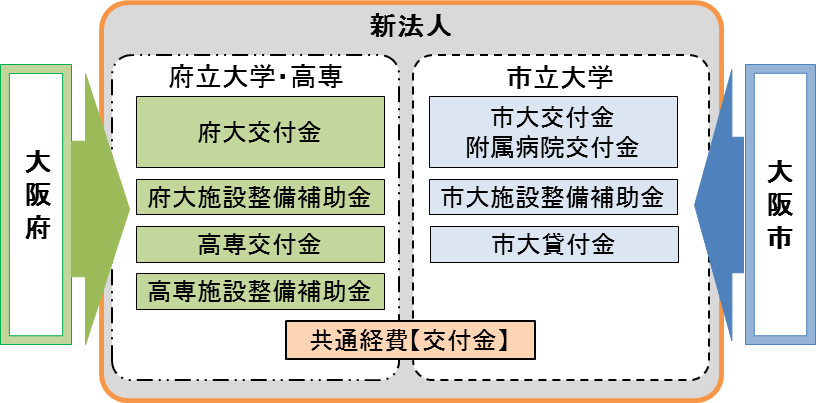 新法人
大阪府
府立大学・高専
府大交付金
府大施設整備補助金
高専交付金
高専施設整備補助金
市立大学
市大交付金
附属病院交付金
市大施設整備補助金
市大貸付金
共通経費【交付金】
大阪市